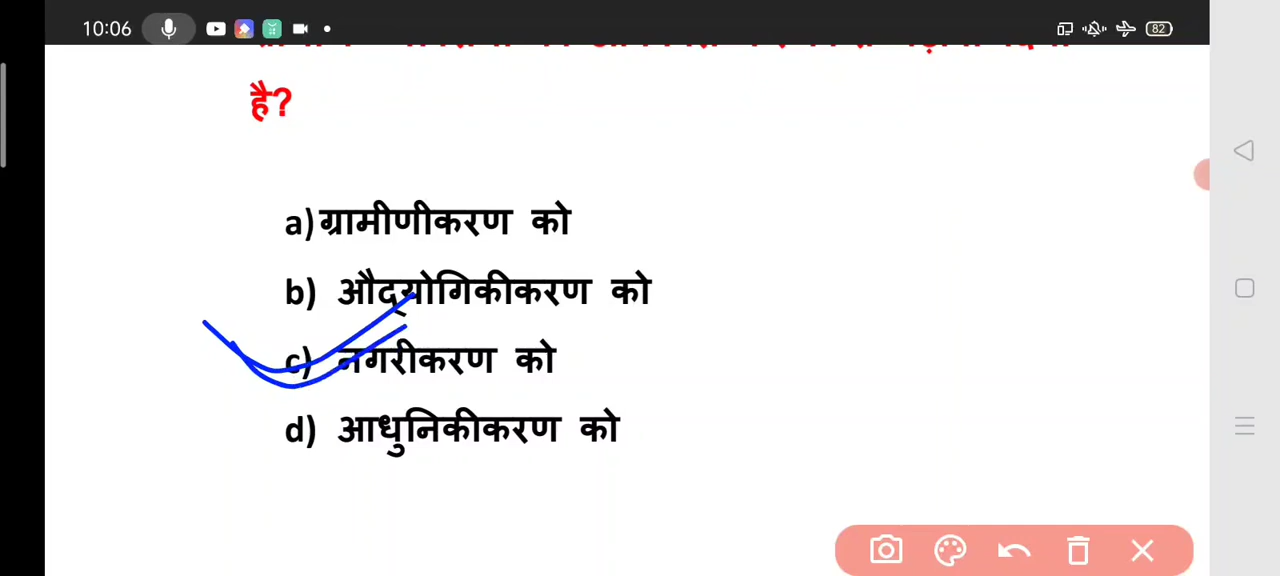 10:06
82
है?
a)ग्रामीणीकरण को
b) औद्योगिकीकरण को
c) नगरीकरण को
d) आधुनिकीकरण को